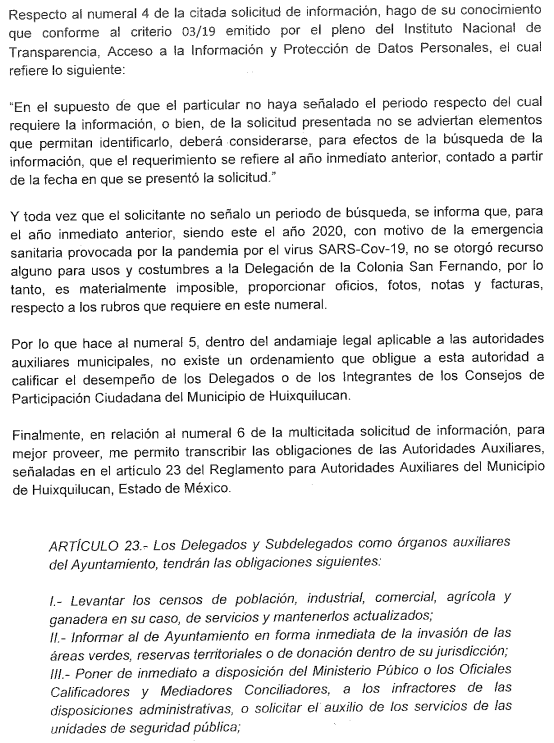 Respecto al numeral 4 de la citada solicitud de información, hago de su conocimiento
que conforme al criterio 03/19 emitido por el pleno del Instituto Nacional de
Transparencia, Acceso a la Información y Protección de Datos Personales, el cual
refiere lo siguiente:
“En el supuesto de que el particular no haya señalado el periodo respecto del cual
requiere la información, o bien, de la solicitud presentada no se adviertan elementos
que permitan identificarlo, deberá considerarse, para efectos de la búsqueda de la
información, que el requerimiento se refiere al año inmediato anterior, contado a partir
de la fecha en que se presentó la solicitud.”
Y toda vez que el solicitante no señalo un periodo de búsqueda, se informa que, para
el año inmediato anterior, siendo este el año 2020, con motivo de la emergencia
sanitaria provocada por la pandemia por el virus SARS-Cov-19, no se otorgó recurso
alguno para usos y costumbres a la Delegación de la Colonia San Fernando, por lo
tanto, es materialmente imposible, proporcionar oficios, fotos, notas y facturas,
respecto a los rubros que requiere en este numeral.
Por lo que hace al numeral 5, dentro del andamiaje legal aplicable a las autoridades
auxiliares municipales, no existe un ordenamiento que obligue a esta autoridad a
calificar el desempeño de los Delegados o de los Integrantes de los Consejos de
Participación Ciudadana del Municipio de Huixquilucan.
Finalmente, en relación al numeral 6 de la multicitada solicitud de información, para
mejor proveer, me permito transcribir las obligaciones de las Autoridades Auxiliares,
señaladas en el articulo 23 del Reglamento para Autoridades Auxiliares del Municipio
de Huixquilucan, Estado de México.
ARTÍCULO 23.- Los Delegados y Subdelegados como órganos auxiliares
del Ayuntamiento, tendrán las obligaciones siguientes:
I.- Levantar los censos de población, industrial, comercial, agrícola y
ganadera en su caso, de servicios y mantenerlos actualizados;
II.- Informar al de Ayuntamiento en forma inmediata de la invasión de las
áreas verdes, reservas territoriales o de donación dentro de su jurisdicción;
III.- Poner de inmediato a disposición del Ministerio Púbico o los Oficiales
Calificadores y Mediadores Conciliadores, a los infractores de las
disposiciones administrativas, o solicitar el auxilio de los servicios de las
unidades de seguridad pública;